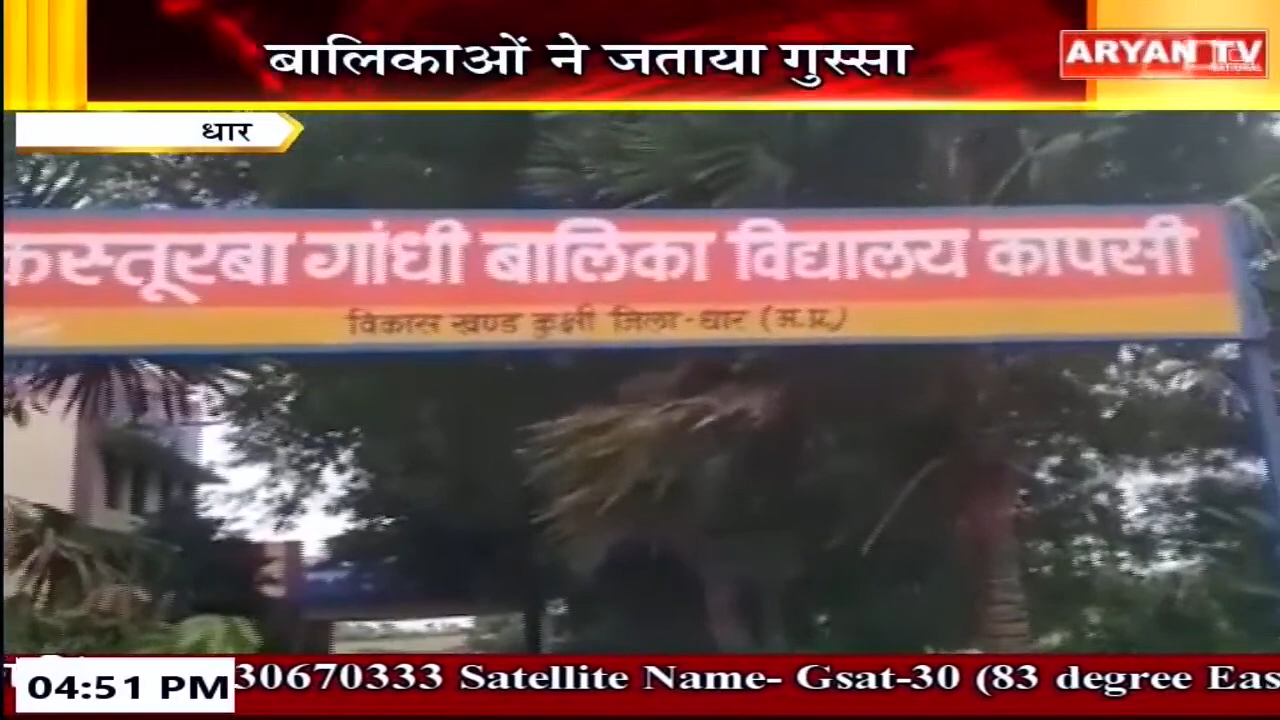 बालिकाओं ने जताया गुस्सा
ARYAN TV
NATIONAL
धार
कस्तूरबा गांधी बालिका विद्यालय कापसी
विकास खण्ड कुक्षी जिला-धार (म.प्र.)
04:51 PM
30670333 Satellite Name- Gsat-30 (83 degree Eas